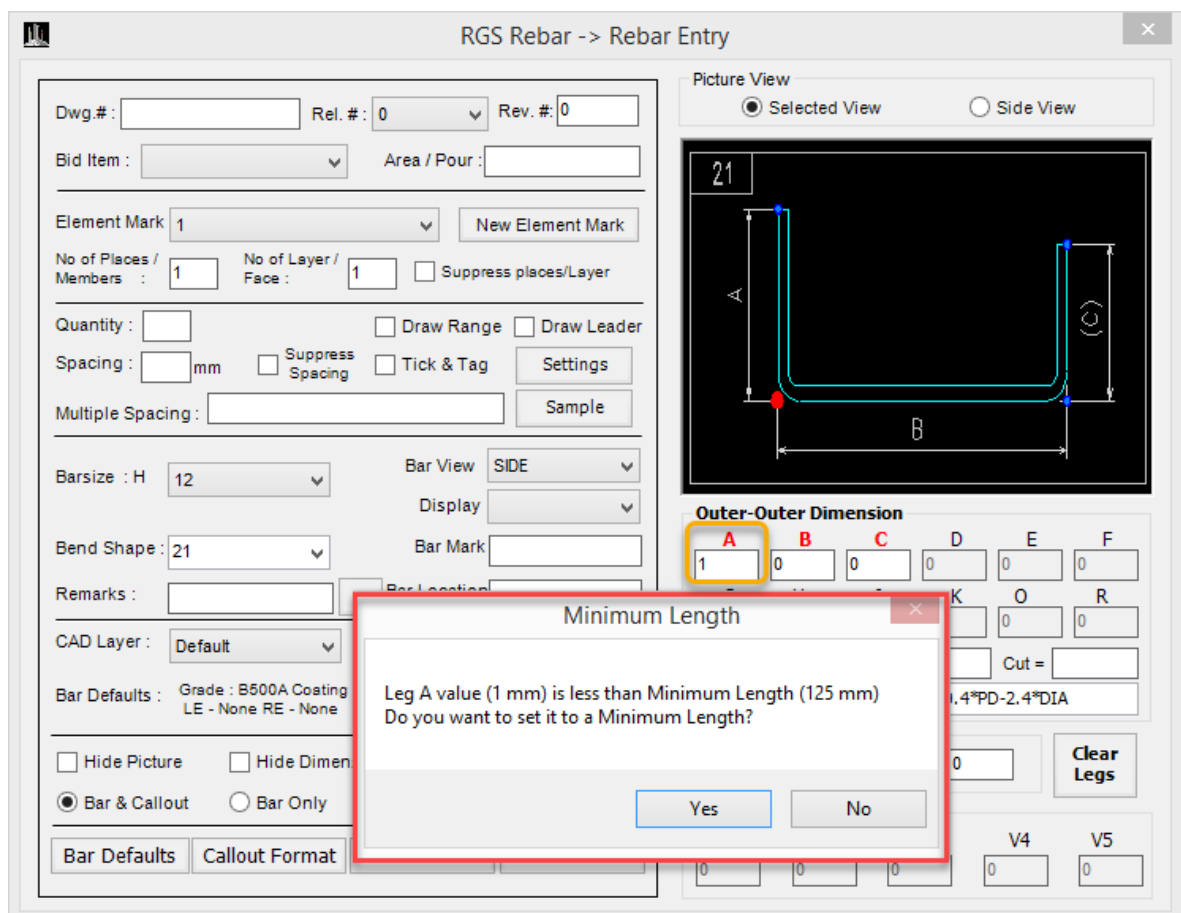 RGS Rebar -> Rebar Entry
Dwg.# :
Rel. # : 0
Rev. #: 0
Bid Item :
Area / Pour :
Element Mark 1
New Element Mark
No of Places /
Members : 1
No of Layer /
Face : 1
Suppress places/Layer
Quantity :
Draw Range
Draw Leader
Spacing : mm
Suppress
Spacing
Tick & Tag
Settings
Multiple Spacing :
Sample
Barsize : H 12
Bar View SIDE
Display
Bend Shape : 21
Bar Mark
Remarks :
CAD Layer : Default
Bar Defaults : Grade : B500A Coating
LE - None RE - None
Hide Picture
Hide Dimen
Bar & Callout
Bar Only
Bar Defaults
Callout Format
Picture View
Selected View
Side View
21
A
(C)
B
Outer-Outer Dimension
A B C D E F
1 0 0 0 0 0
K O R
0 0
Cut =
.4*PD-2.4*DIA
0
Clear
Legs
V4 V5
0 0 0 0 0
Minimum Length
Leg A value (1 mm) is less than Minimum Length (125 mm)
Do you want to set it to a Minimum Length?
Yes
No